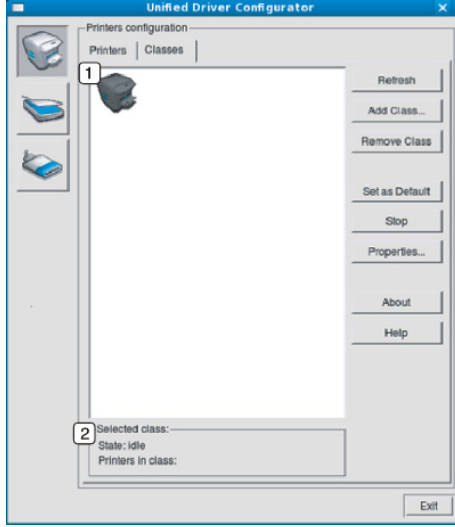 Unified Driver Configurator
Printers configuration
Printers Classes
1
Refresh
Add Class...
Remove Class
Set as Default
Stop
Properties...
About
Help
2 Selected class:
State: idle
Printers in class:
Exit